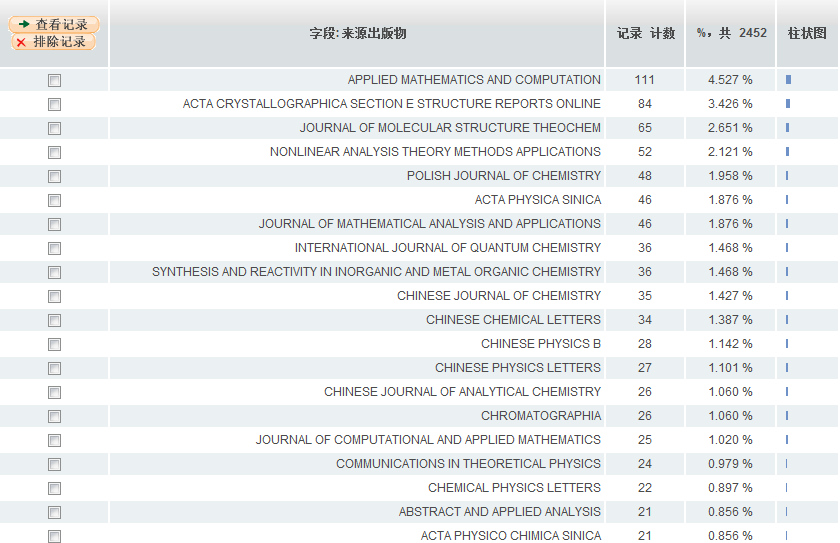 查看记录
排除记录
字段:来源出版物 记录 计数 %,共 2452 柱状图
APPLIED MATHEMATICS AND COMPUTATION 111 4.527 %
ACTA CRYSTALLOGRAPHICA SECTION E STRUCTURE REPORTS ONLINE 84 3.426 %
JOURNAL OF MOLECULAR STRUCTURE THEOCHEM 65 2.651 %
NONLINEAR ANALYSIS THEORY METHODS APPLICATIONS 52 2.121 %
POLISH JOURNAL OF CHEMISTRY 48 1.958 %
ACTA PHYSICA SINICA 46 1.876 %
JOURNAL OF MATHEMATICAL ANALYSIS AND APPLICATIONS 46 1.876 %
INTERNATIONAL JOURNAL OF QUANTUM CHEMISTRY 36 1.468 %
SYNTHESIS AND REACTIVITY IN INORGANIC AND METAL ORGANIC CHEMISTRY 36 1.468 %
CHINESE JOURNAL OF CHEMISTRY 35 1.427 %
CHINESE CHEMICAL LETTERS 34 1.387 %
CHINESE PHYSICS B 28 1.142 %
CHINESE PHYSICS LETTERS 27 1.101 %
CHINESE JOURNAL OF ANALYTICAL CHEMISTRY 26 1.060 %
CHROMATOGRAPHIA 26 1.060 %
JOURNAL OF COMPUTATIONAL AND APPLIED MATHEMATICS 25 1.020 %
COMMUNICATIONS IN THEORETICAL PHYSICS 24 0.979 %
CHEMICAL PHYSICS LETTERS 22 0.897 %
ABSTRACT AND APPLIED ANALYSIS 21 0.856 %
ACTA PHYSICO CHIMICA SINICA 21 0.856 %